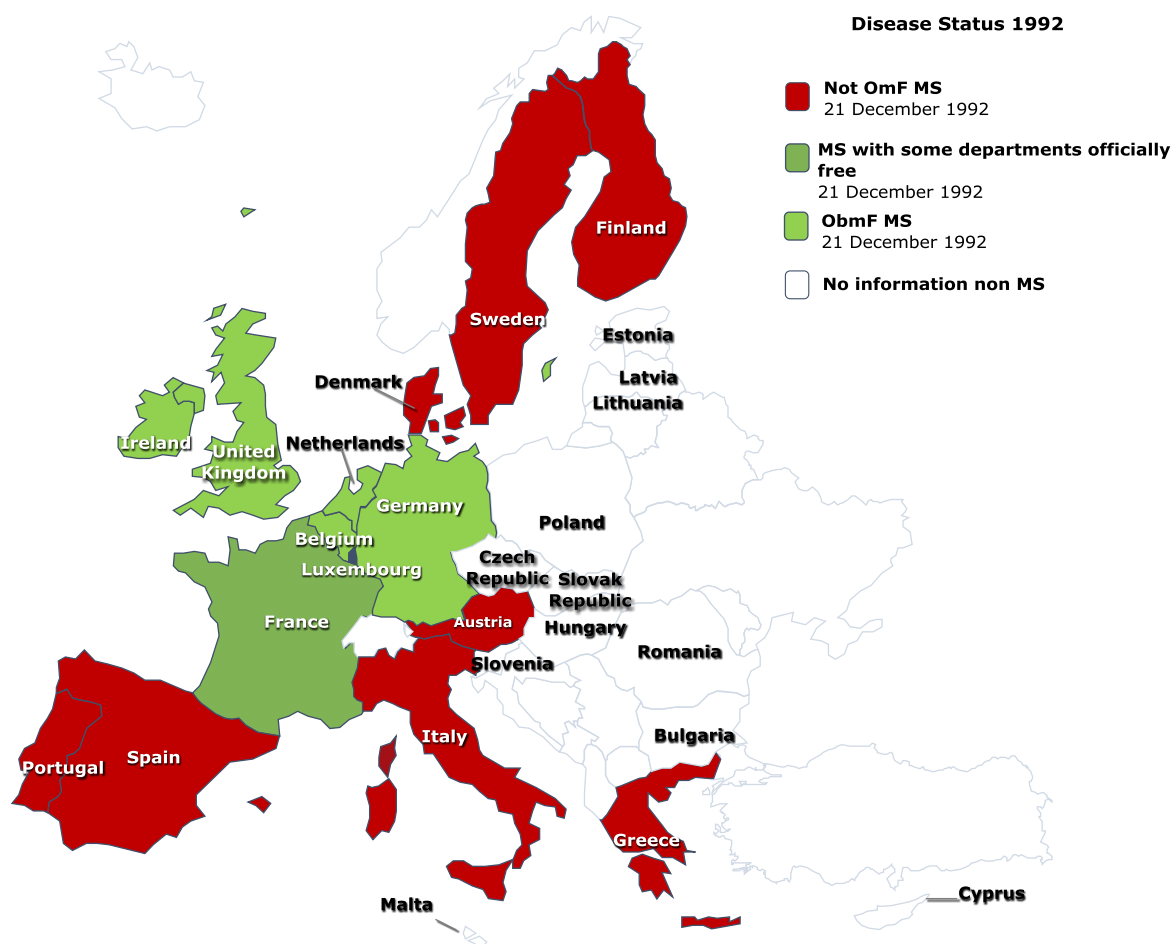 Disease Status 1992
Not OmF MS
21 December 1992
MS with some departments officially
free
21 December 1992
ObmF MS
21 December 1992
No information non MS
Finland
Sweden
Estonia
Latvia
Lithuania
Denmark
Netherlands
Ireland
United
Kingdom
Germany
Poland
Belgium
Luxembourg
Czech
Republic
Slovak
Republic
France
Austria
Hungary
Slovenia
Romania
Italy
Bulgaria
Spain
Portugal
Greece
Malta
Cyprus